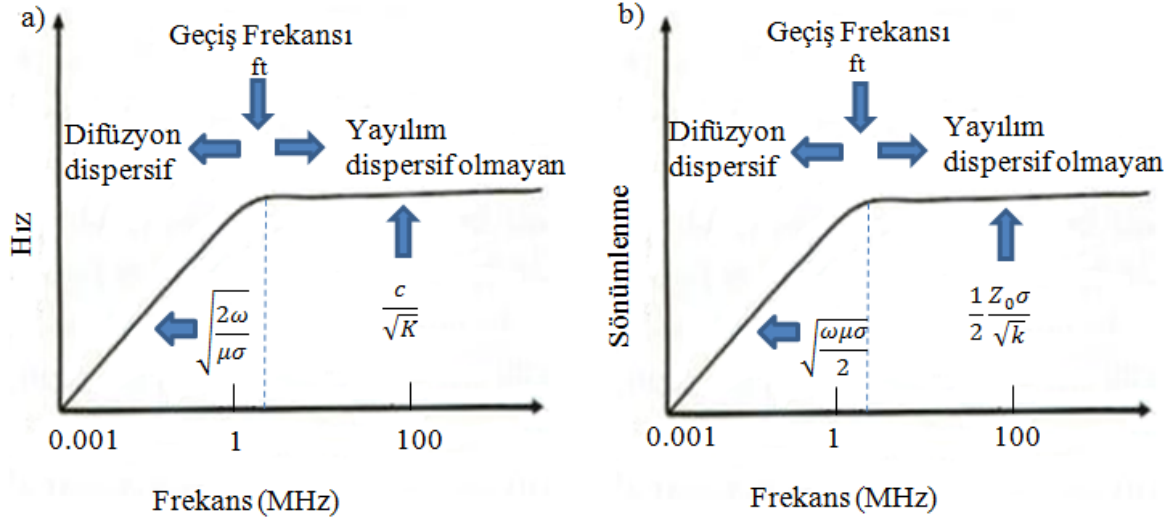 a)
Geçiş Frekansı
ft
Difüzyon
dispersif
Yayılım
dispersif olmayan
Hız
√(2ω/μσ)
c/√K
0.001
1
100
Frekans (MHz)
b)
Geçiş Frekansı
ft
Difüzyon
dispersif
Yayılım
dispersif olmayan
Sönümlenme
√(ωμσ/2)
1/2 Z₀σ/√k
0.001
1
100
Frekans (MHz)